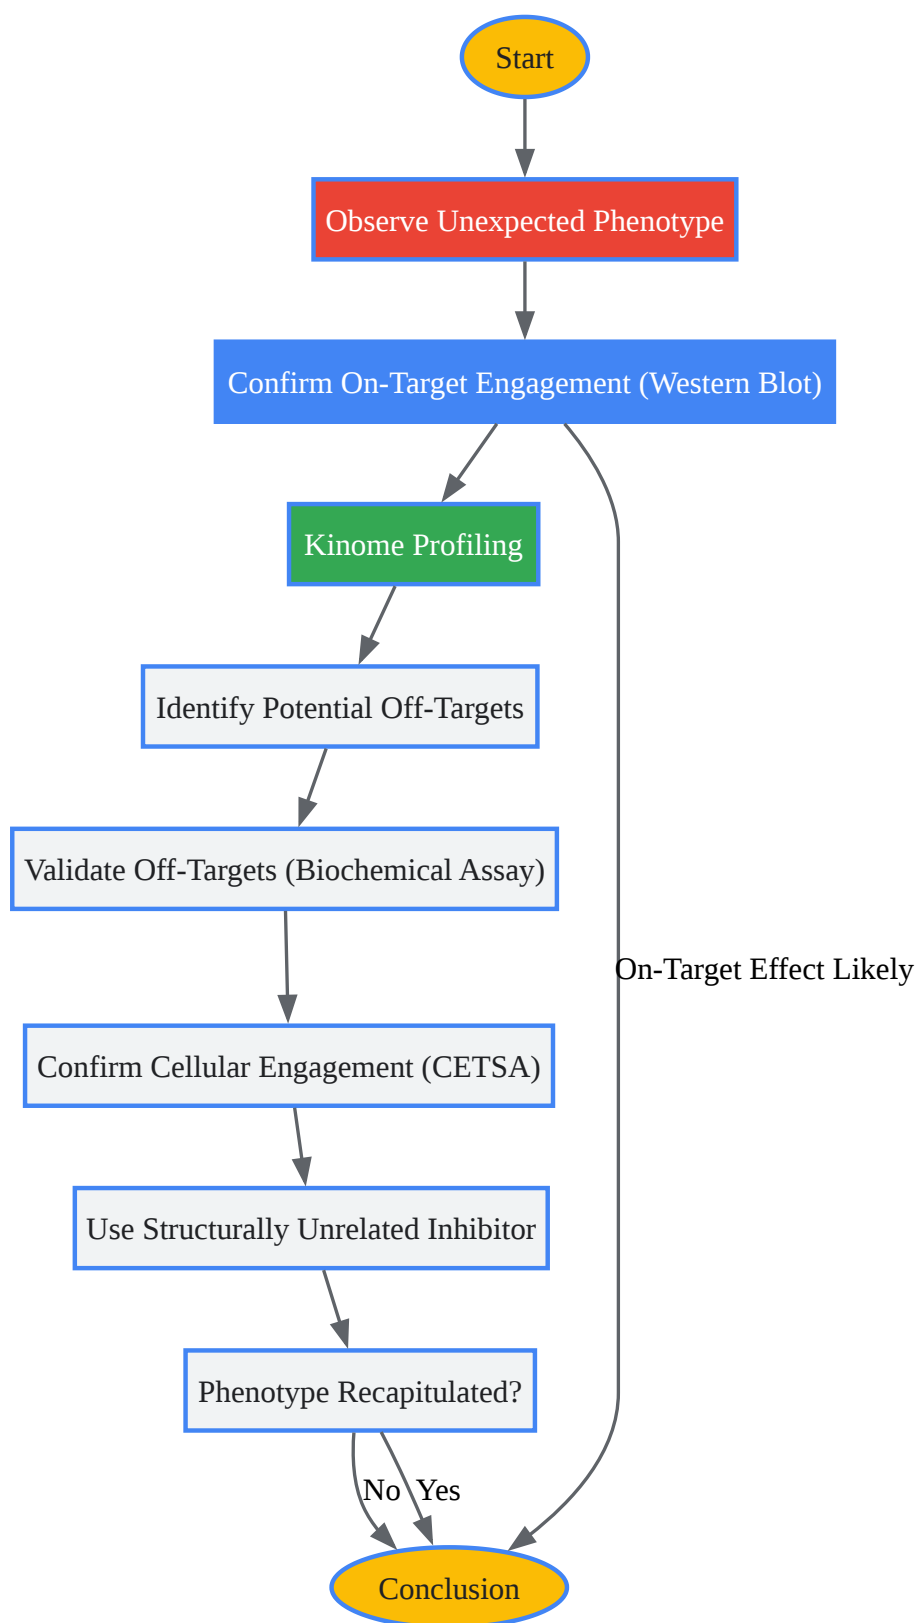 Start
Observe Unexpected Phenotype
Confirm On-Target Engagement (Western Blot)
Kinome Profiling
Identify Potential Off-Targets
Validate Off-Targets (Biochemical Assay)
On-Target Effect Likely
Confirm Cellular Engagement (CETSA)
Use Structurally Unrelated Inhibitor
Phenotype Recapitulated?
No
Yes
Conclusion